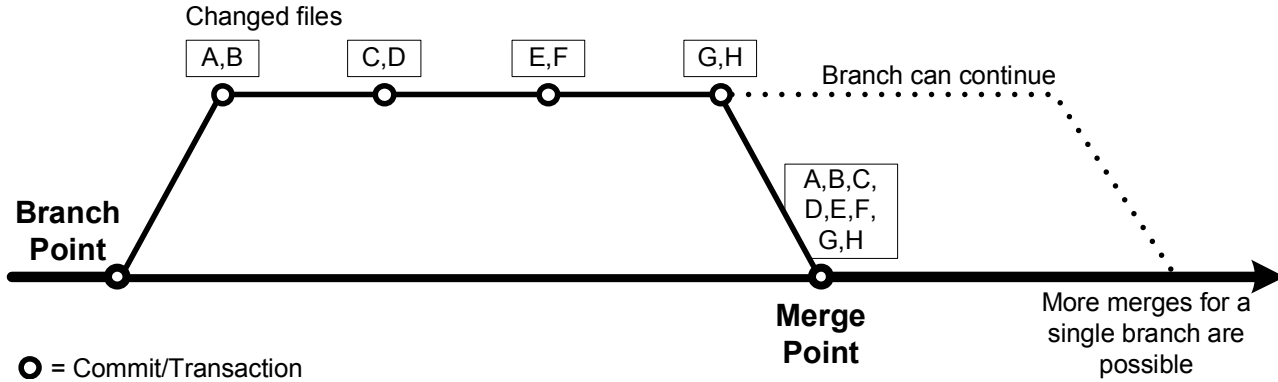 Changed files
A,B
C,D
E,F
G,H
Branch can continue
A,B,C,
D,E,F,
G,H
Branch
Point
Merge
Point
More merges for a
single branch are
possible
= Commit/Transaction